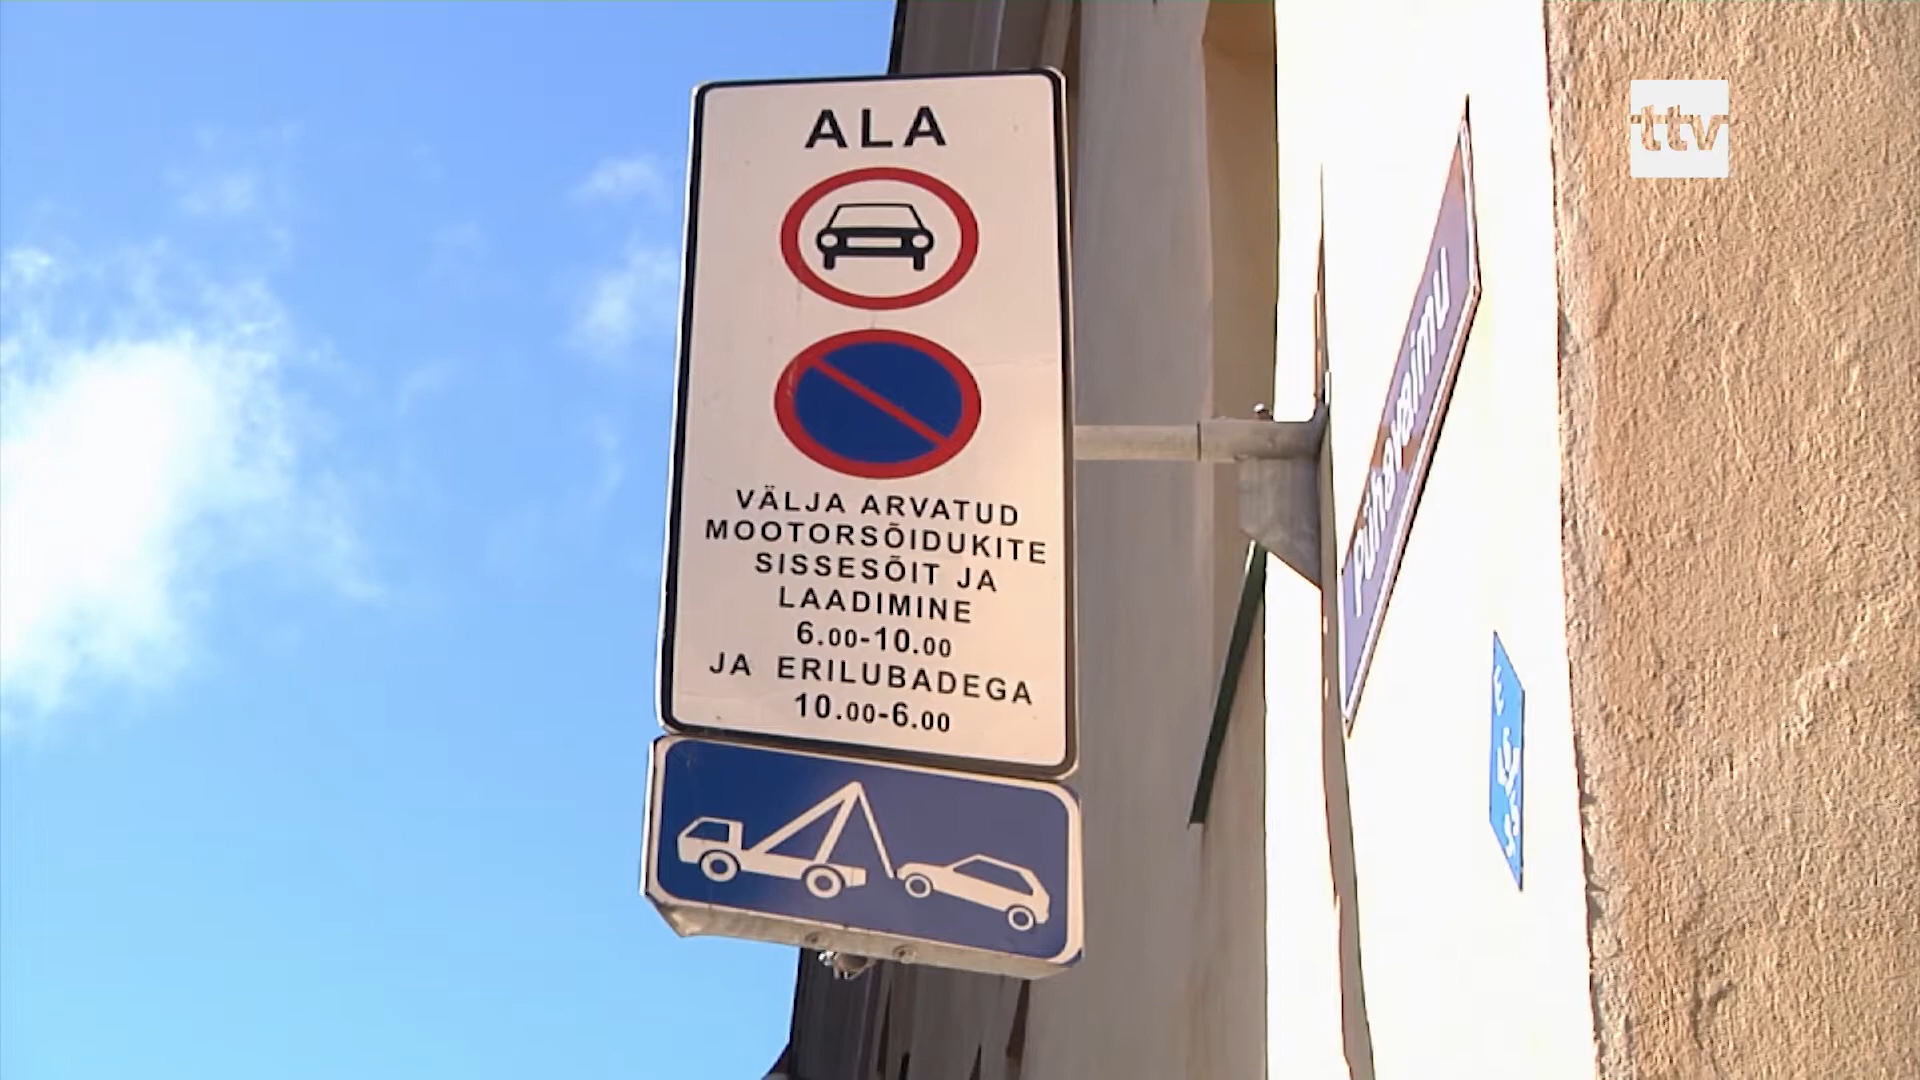 ALA
VÄLJA ARVATUD
MOOTORSÕIDUKITE
SISSESÕIT JA
LAADIMINE
6.00-10.00
JA ERILUBADEGA
10.00-6.00
pühavaimu
ttv